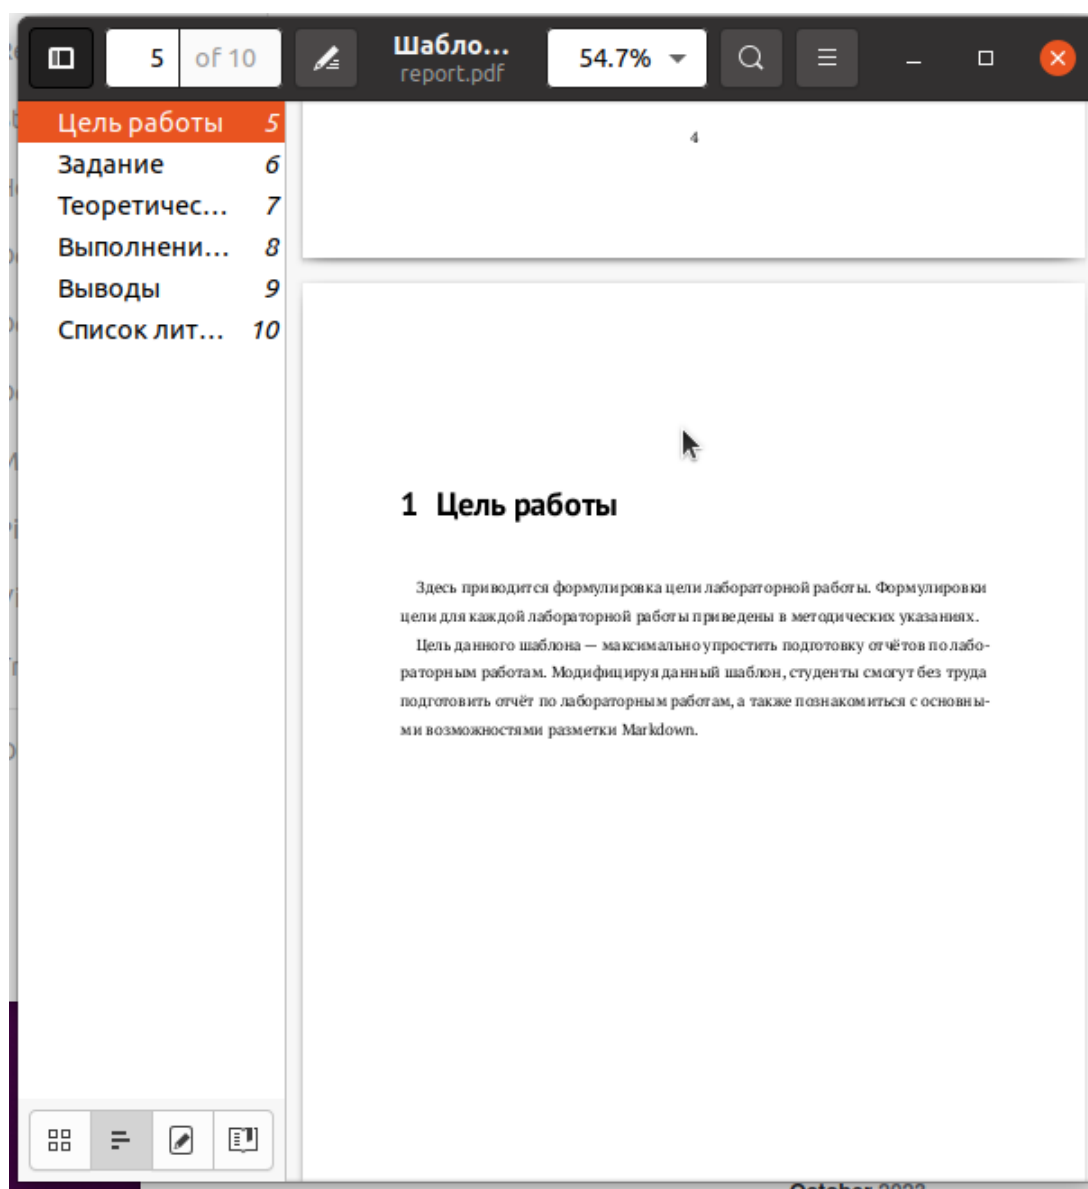 5 of 10
Шабло...
report.pdf
54.7%
Цель работы 5
Задание 6
Теоретичес... 7
Выполнени... 8
Выводы 9
Список лит... 10
4
1 Цель работы
Здесь приводится формулировка цели лабораторной работы. Формулировки
цели для каждой лабораторной работы приведены в методических указаниях.
Цель данного шаблона — максимально упростить подготовку отчётов по лабо-
раторным работам. Модифицируя данный шаблон, студенты смогут без труда
подготовить отчёт по лабораторным работам, а также познакомиться с основны-
ми возможностями разметки Markdown.
October 2022